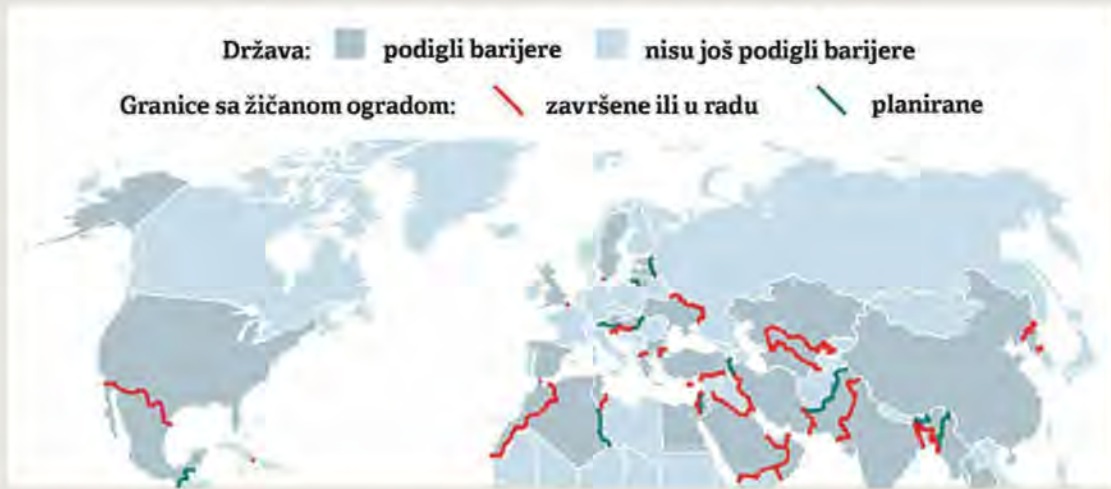 Država: podigli barijere nisu još podigli barijere
Granice sa žičanom ogradom: završene ili u radu planirane